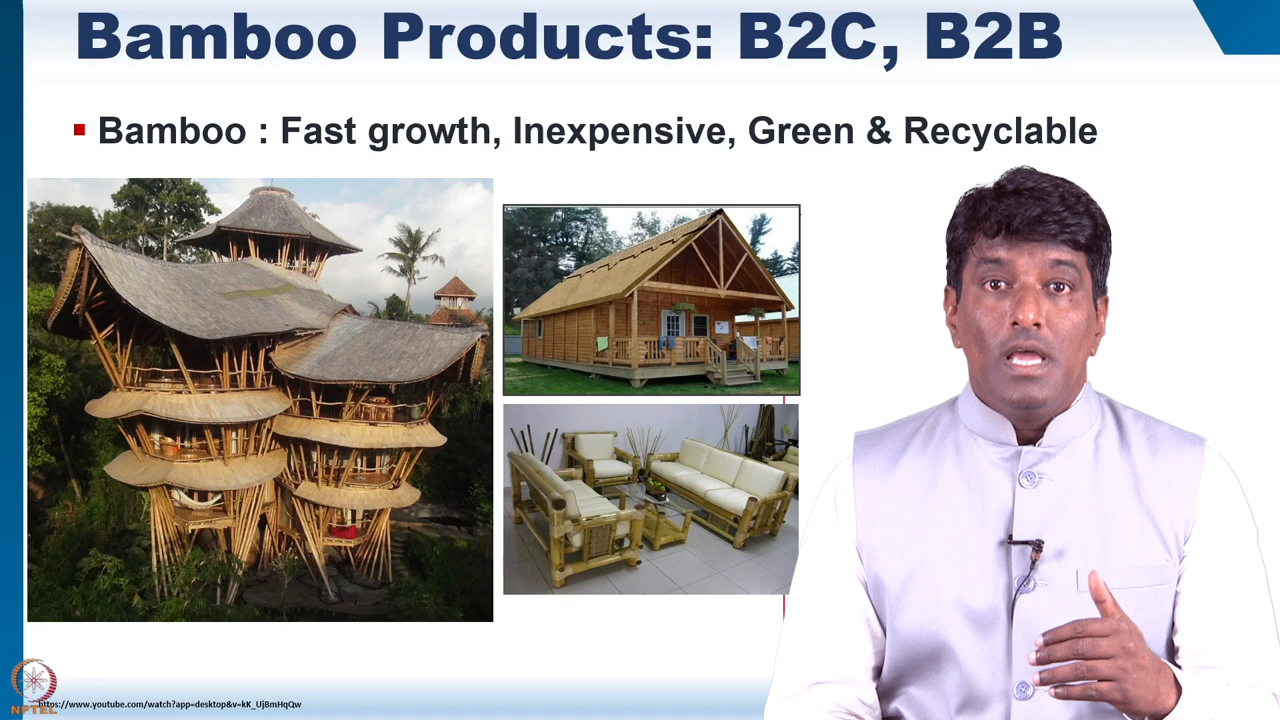 Bamboo Products: B2C, B2B
Bamboo : Fast growth, Inexpensive, Green & Recyclable
https://www.youtube.com/watch?app=desktop&v=kK_UjBmHqQw
NPTEL